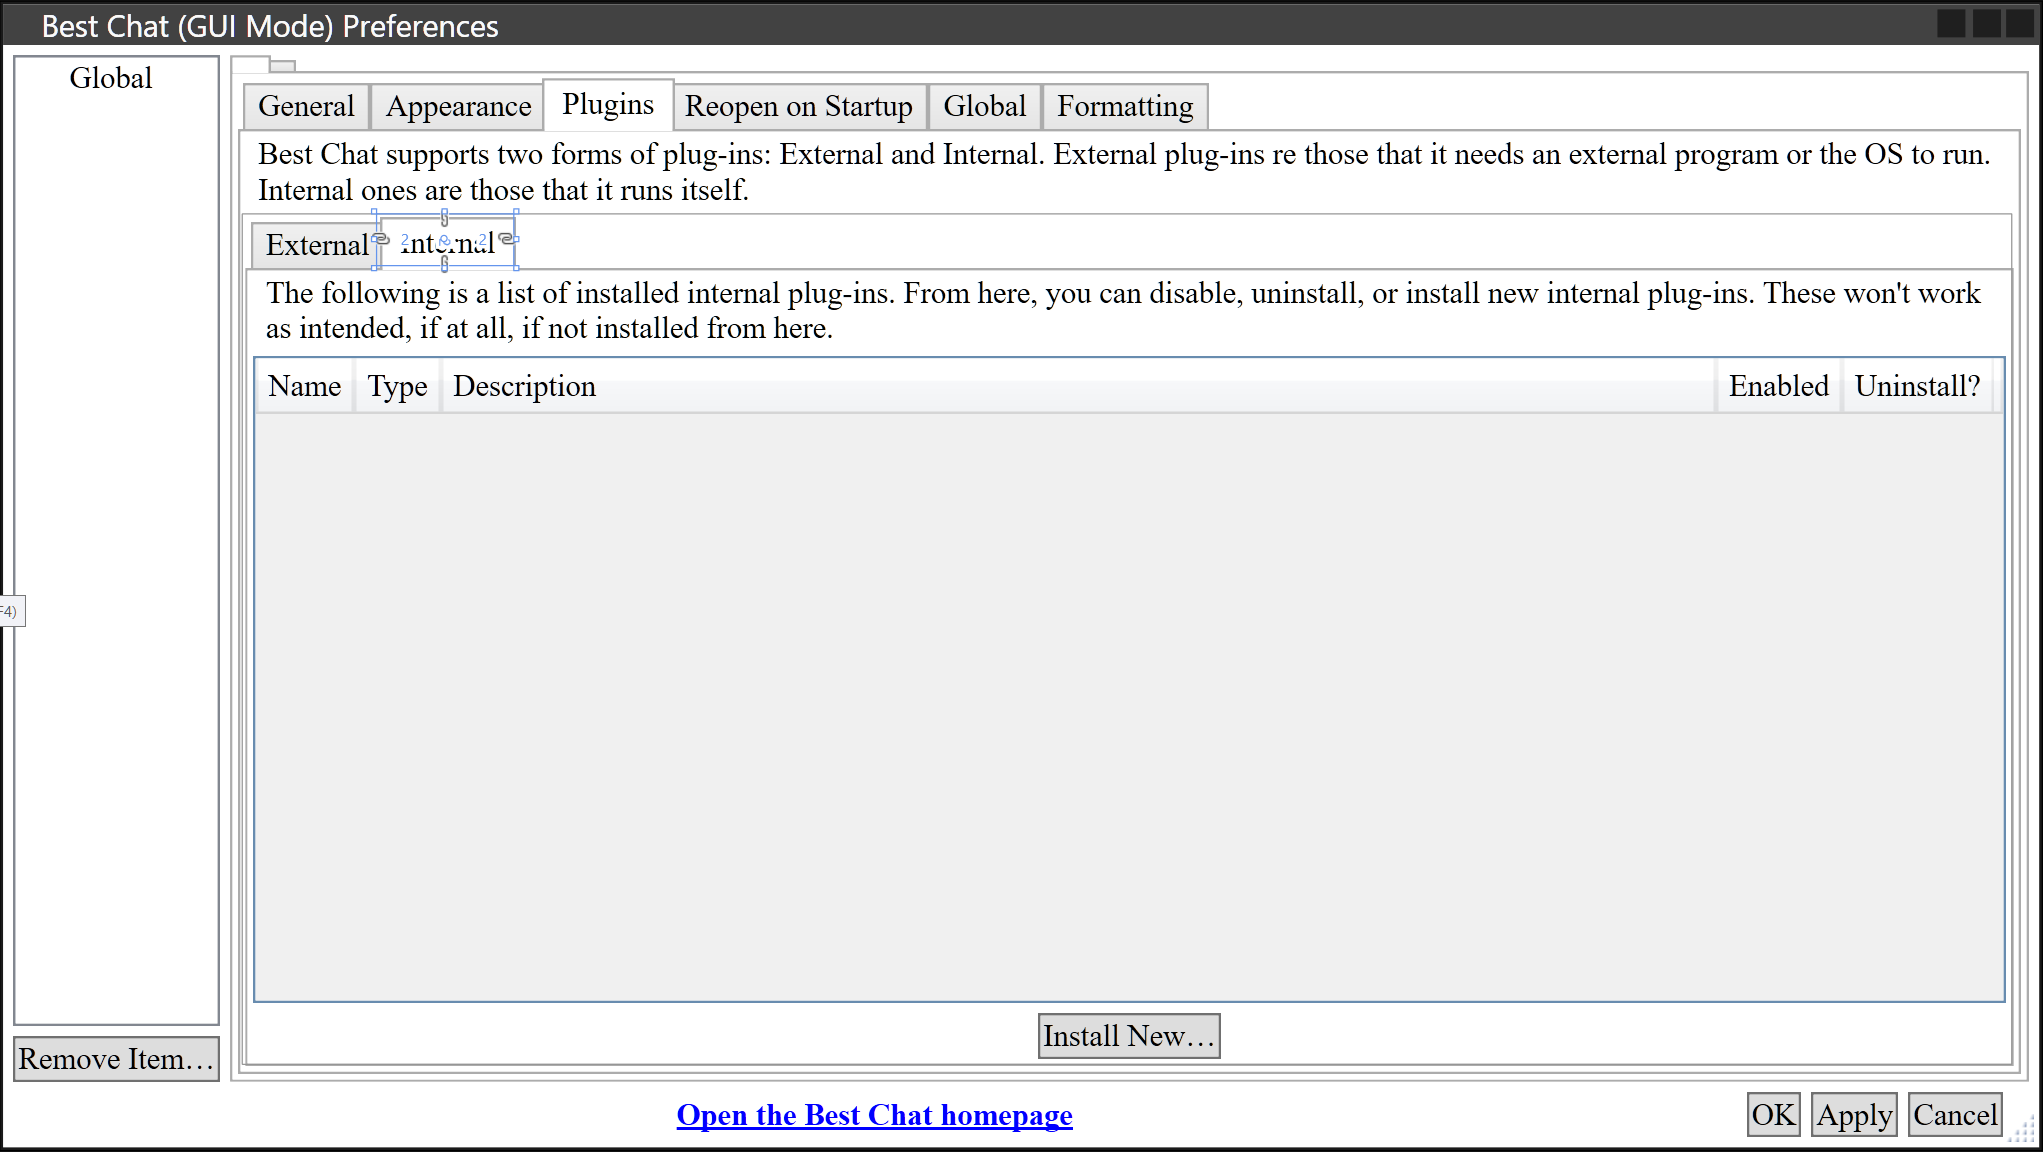 Best Chat (GUI Mode) Preferences
Global
General Appearance Plugins Reopen on Startup Global Formatting
Best Chat supports two forms of plug-ins: External and Internal. External plug-ins re those that it needs an external program or the OS to run.
Internal ones are those that it runs itself.
External Internal
2 2
The following is a list of installed internal plug-ins. From here, you can disable, uninstall, or install new internal plug-ins. These won't work
as intended, if at all, if not installed from here.
Name Type Description Enabled Uninstall?
F4)
Install New…
Remove Item…
Open the Best Chat homepage
OK Apply Cancel